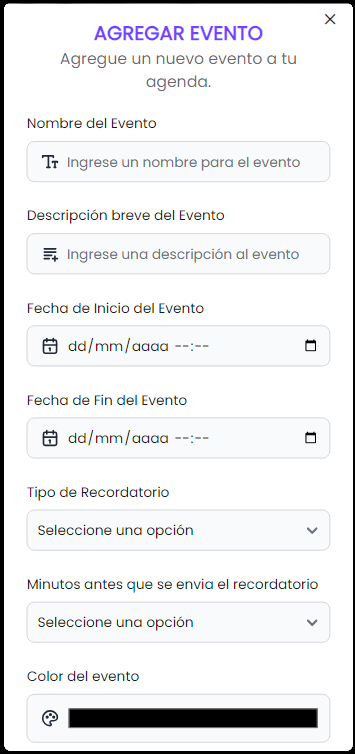 AGREGAR EVENTO
Agregue un nuevo evento a tu
agenda.
Nombre del Evento
Ingrese un nombre para el evento
Descripción breve del Evento
Ingrese una descripción al evento
Fecha de Inicio del Evento
dd/mm/aaaa --:--
Fecha de Fin del Evento
dd/mm/aaaa --:--
Tipo de Recordatorio
Seleccione una opción
Minutos antes que se envia el recordatorio
Seleccione una opción
Color del evento